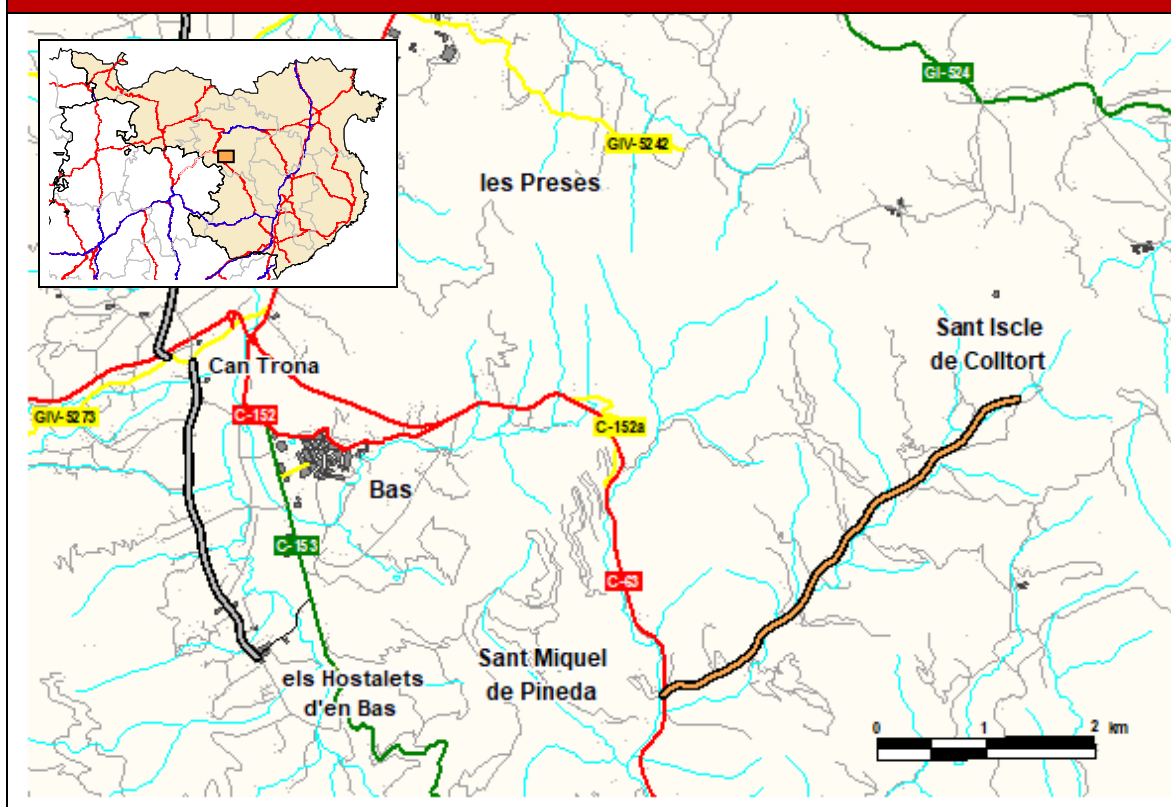 GI-524
GIV-5242
les Preses
Sant Iscle
de Colltort
Can Trona
GIV-5273
C-152
C-152a
Bas
C-153
C-63
Sant Miquel
de Pineda
els Hostalets
d'en Bas
0 1 2 km